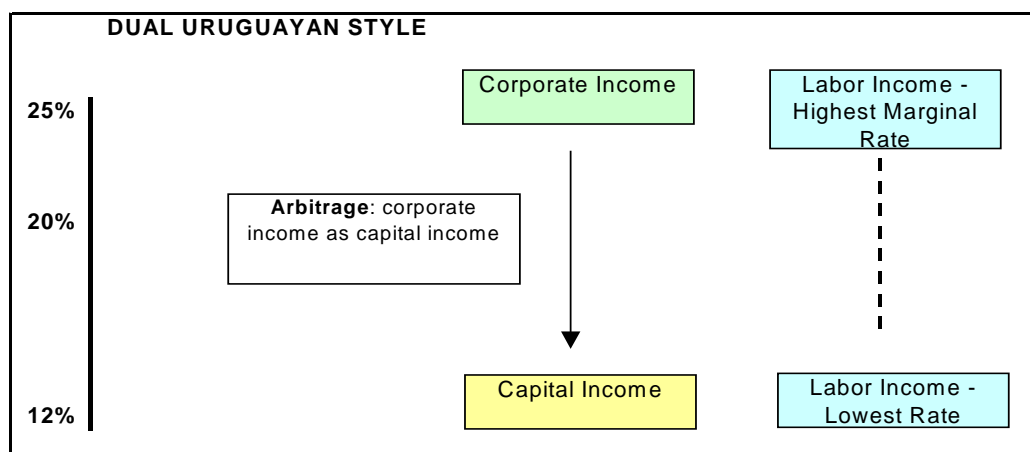 DUAL URUGUAYAN STYLE
25%
20%
12%
Corporate Income
Labor Income -
Highest Marginal
Rate
Arbitrage: corporate
income as capital income
Capital Income
Labor Income -
Lowest Rate